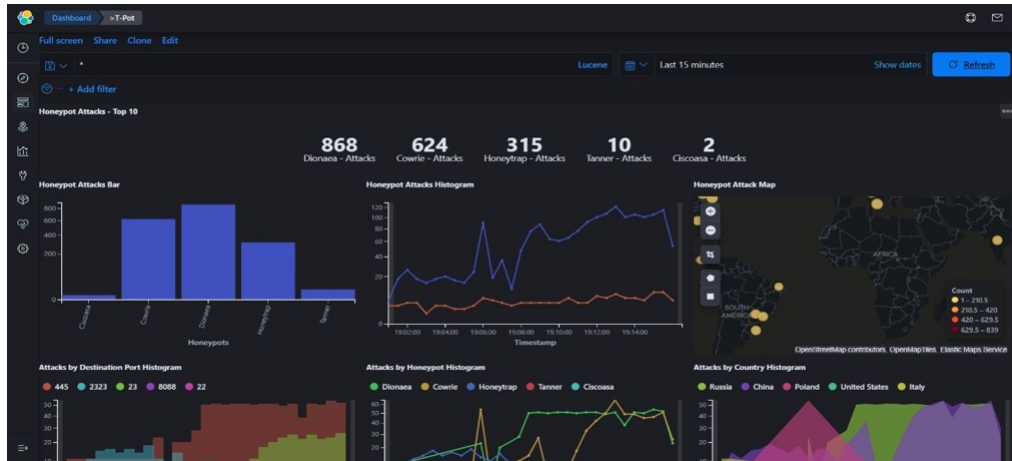 Dashboard >T-Pot
Full screen Share Clone Edit
* Lucene Last 15 minutes Show dates Refresh
+ Add filter
Honeypot Attacks - Top 10
868 624 315 10 2
Dionaea - Attacks Cowrie - Attacks Honeytrap - Attacks Tanner - Attacks Ciscoasa - Attacks
Honeypot Attacks Bar
800
600
400
200
0
Ciscoasa Cowrie Dionaea Honeytrap Tanner
Honeypots
Honeypot Attacks Histogram
120
100
80
60
40
20
0
19:02:00 19:04:00 19:06:00 19:08:00 19:10:00 19:12:00 19:14:00
Timestamp
Honeypot Attack Map
AFRICA
SOUTH
AMERICA
Count
1 – 210.5
210.5 – 420
420 – 629.5
629.5 – 839
OpenStreetMap contributors, OpenMapTiles, Elastic Maps Service
Attacks by Destination Port Histogram
445 2323 23 8088 22
50
40
30
20
10
Attacks by Honeypot Histogram
Dionaea Cowrie Honeytrap Tanner Ciscoasa
60
50
40
30
20
Attacks by Country Histogram
Russia China Poland United States Italy
50
40
30
20